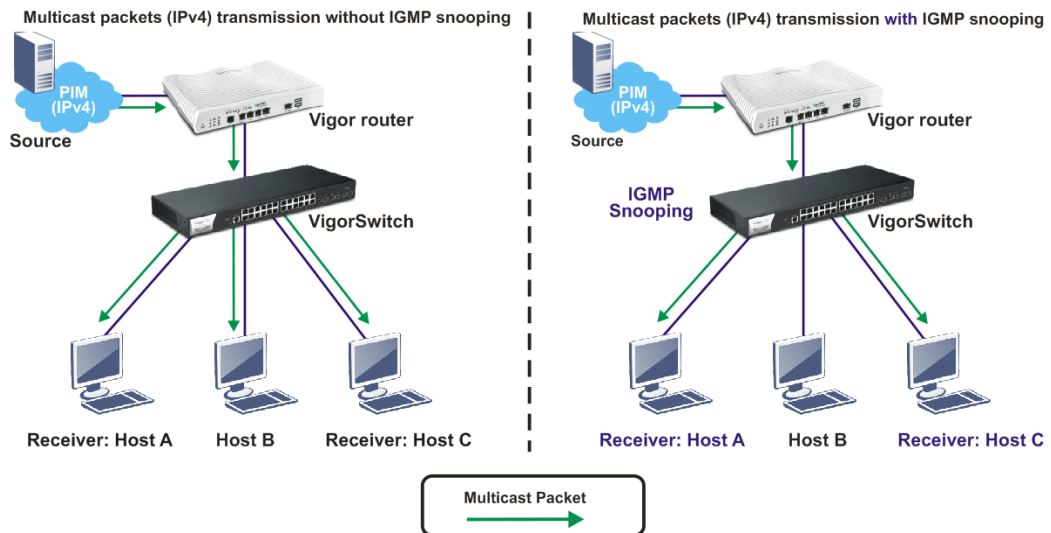 Multicast packets (IPv4) transmission without IGMP snooping
PIM
(IPv4)
Source
Vigor router
VigorSwitch
Receiver: Host A
Host B
Receiver: Host C
Multicast packets (IPv4) transmission with IGMP snooping
PIM
(IPv4)
Source
Vigor router
IGMP
Snooping
VigorSwitch
Receiver: Host A
Host B
Receiver: Host C
Multicast Packet